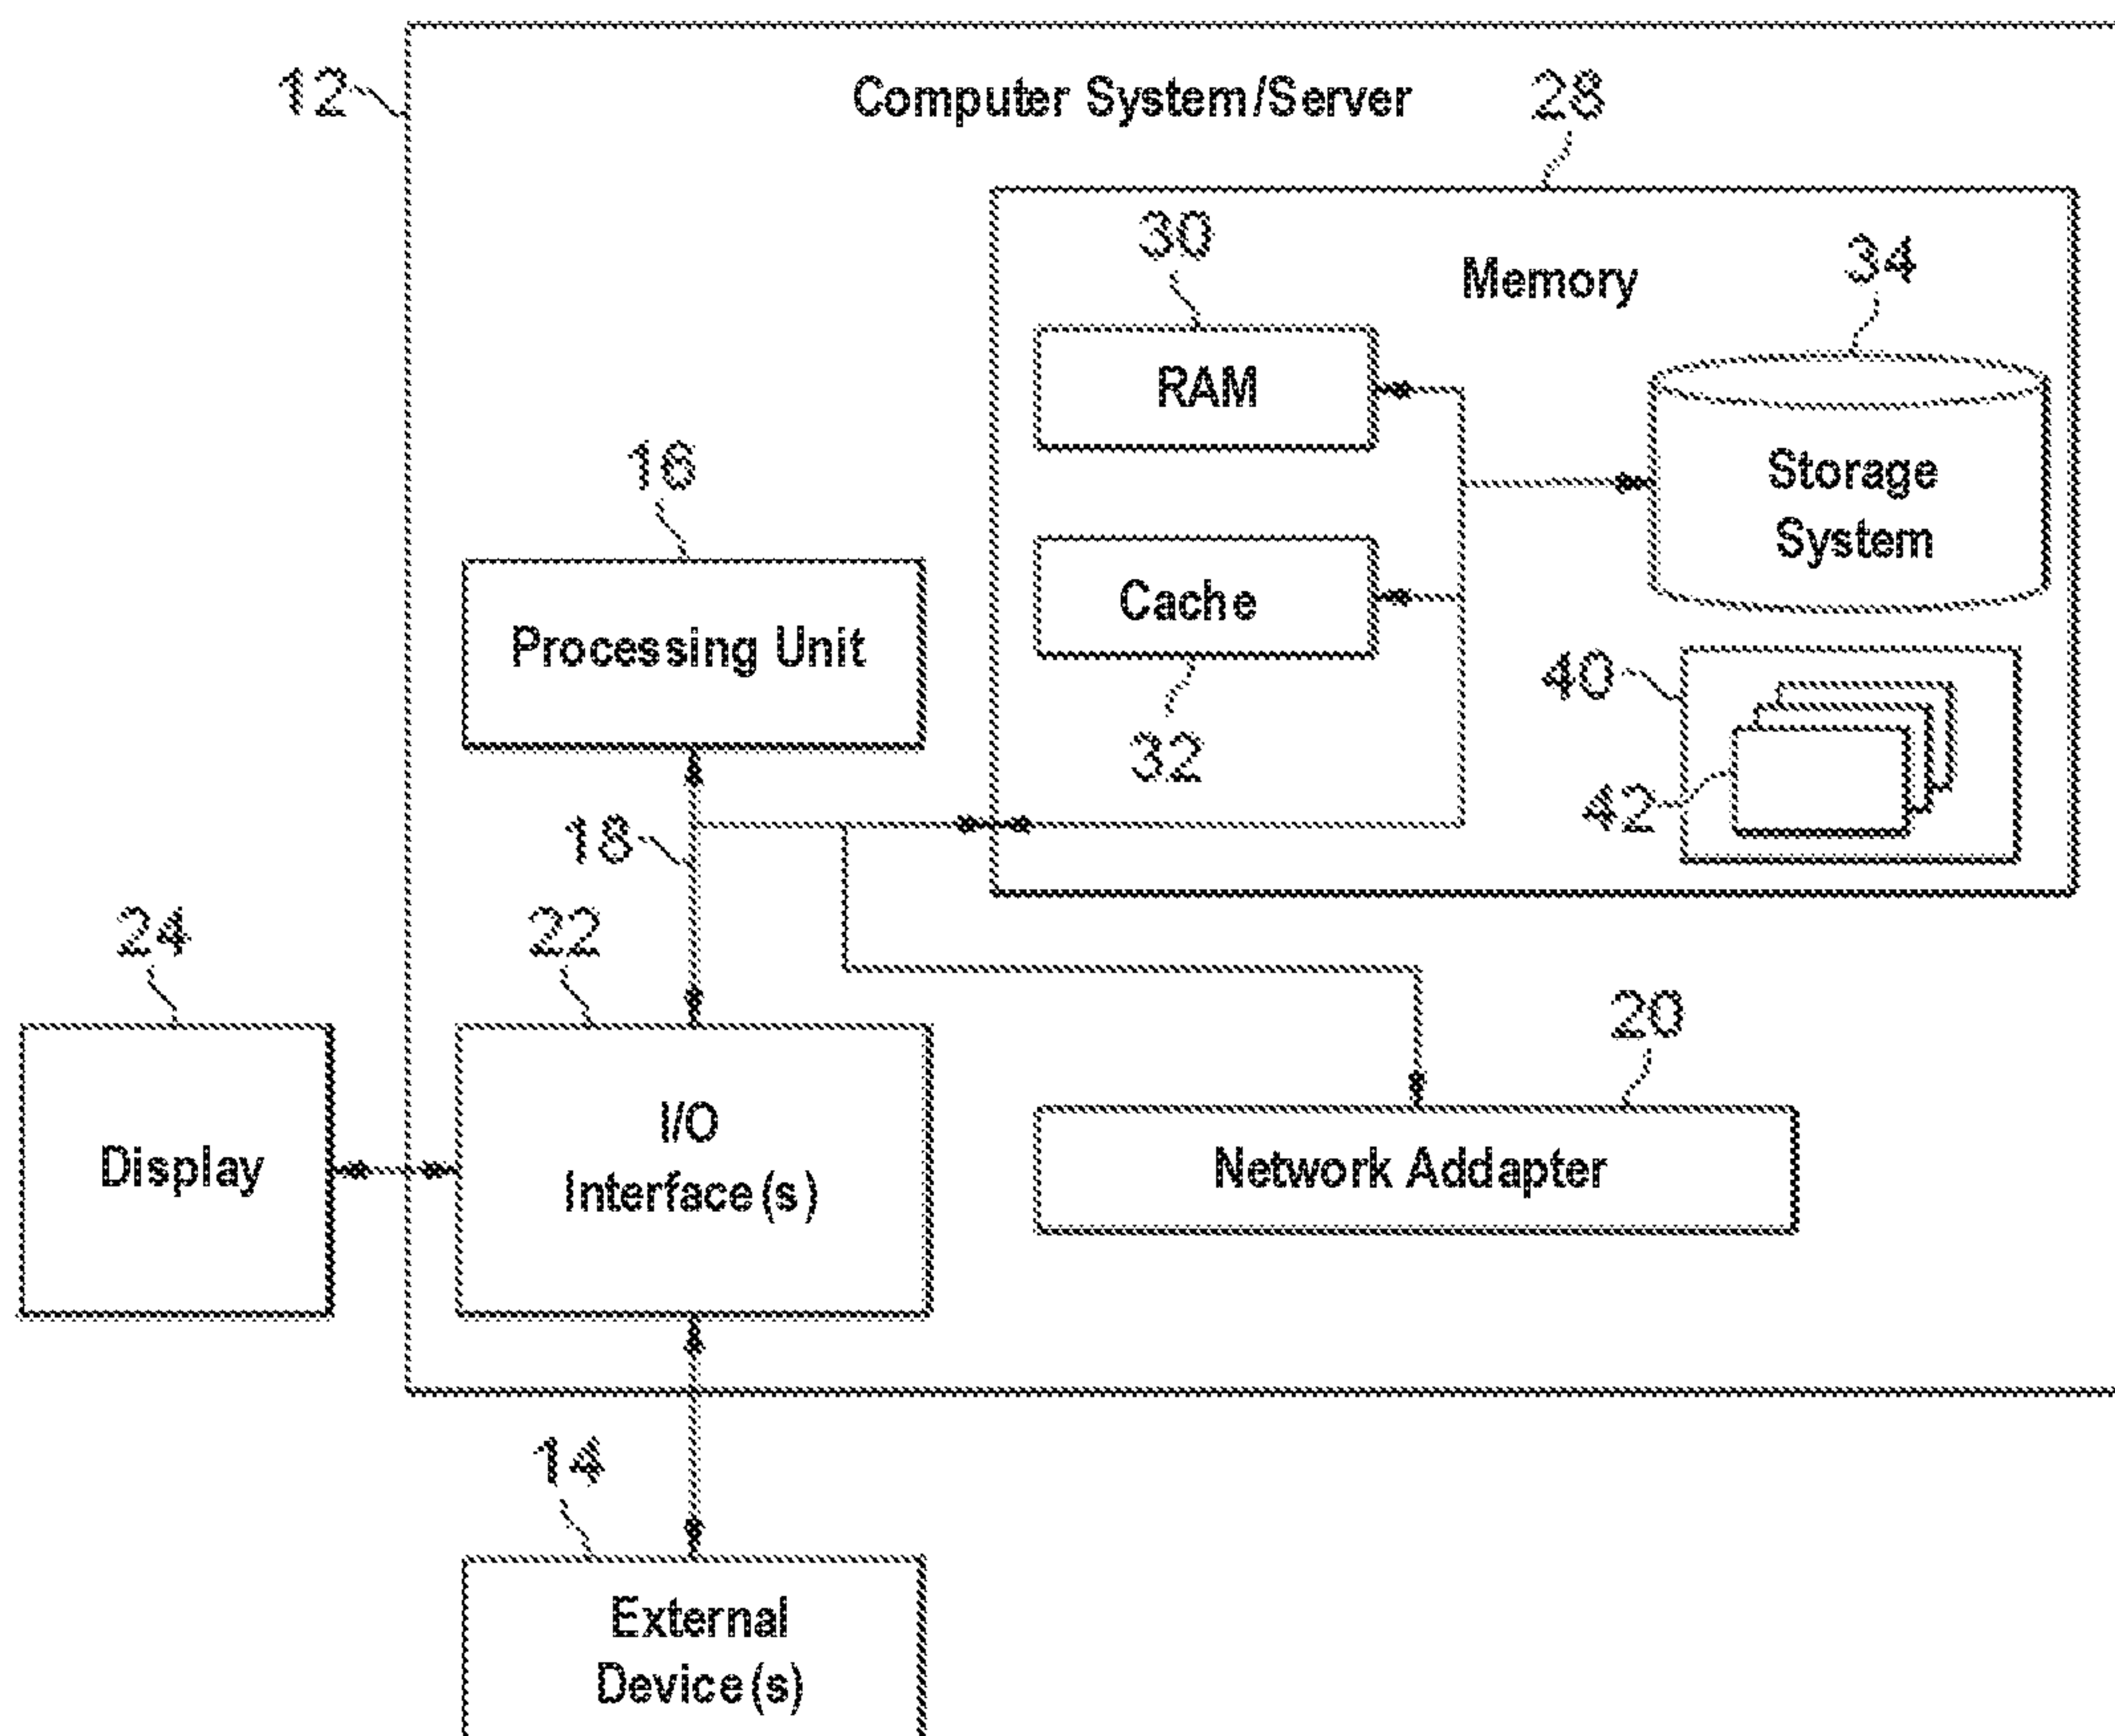 12
Computer System/Server
28
30
Memory
34
RAM
16
Storage
System
Cache
Processing Unit
40
32
42
18
24
22
20
I/O
Interface(s)
Display
Network Addapter
14
External
Device(s)